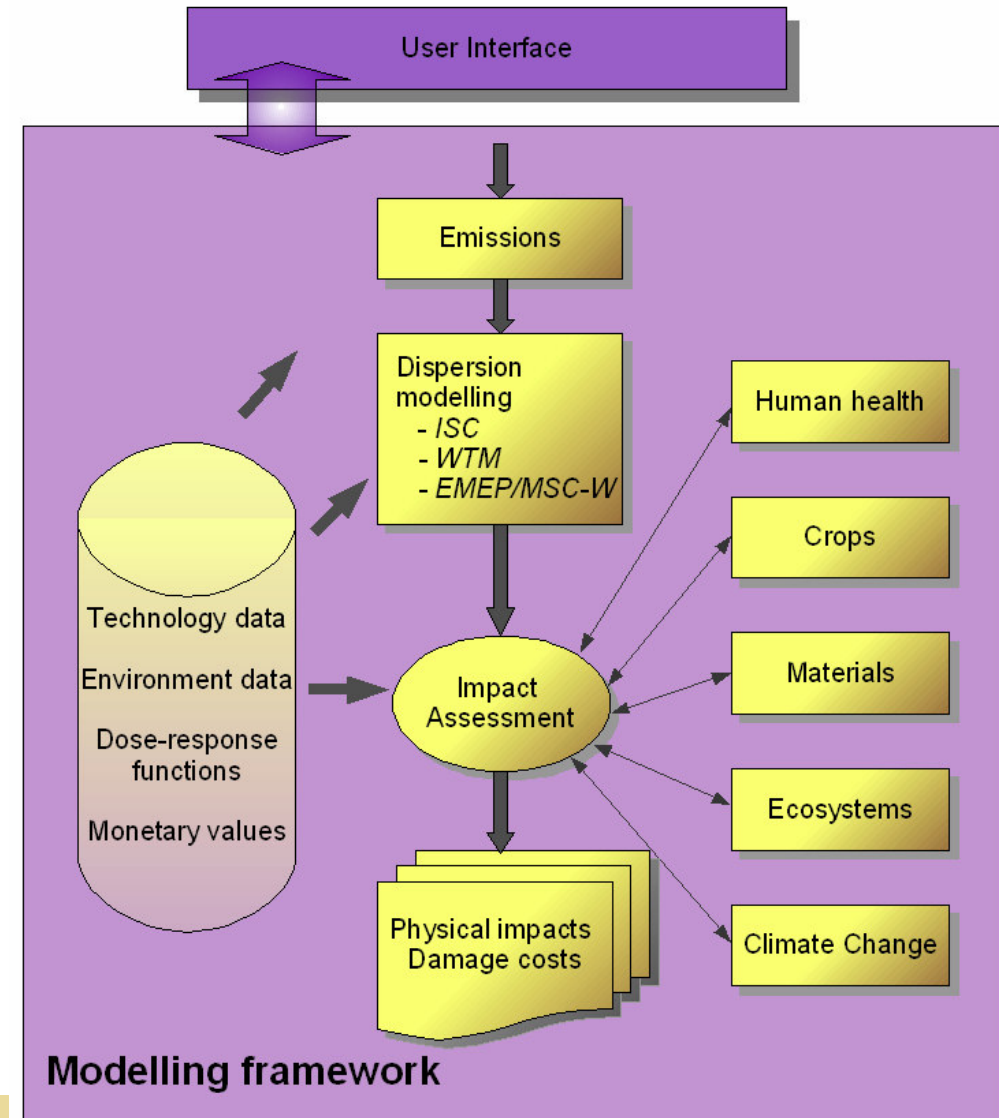 User Interface
Emissions
Dispersion
modelling
- ISC
- WTM
- EMEP/MSC-W
Human health
Crops
Technology data
Environment data
Dose-response
functions
Monetary values
Impact
Assessment
Materials
Ecosystems
Physical impacts
Damage costs
Climate Change
Modelling framework